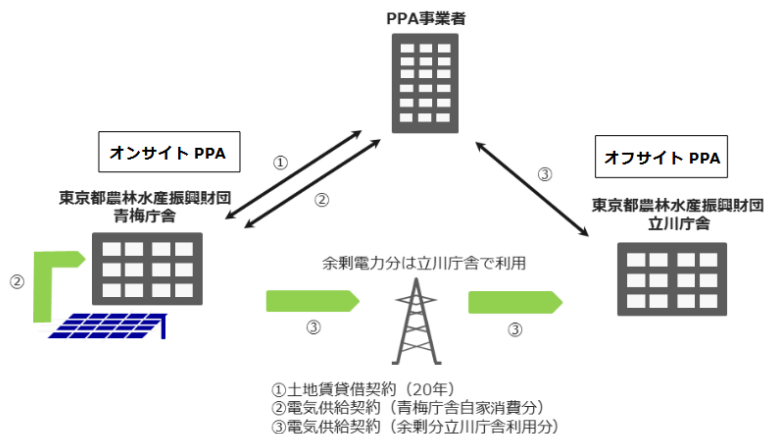 PPA事業者
オンサイト PPA
オフサイト PPA
①
②
③
東京都農林水産振興財団
青梅庁舎
東京都農林水産振興財団
立川庁舎
②
余剰電力分は立川庁舎で利用
③
③
①土地賃貸借契約(20年)
②電気供給契約(青梅庁舎自家消費分)
③電気供給契約(余剰分立川庁舎利用分)